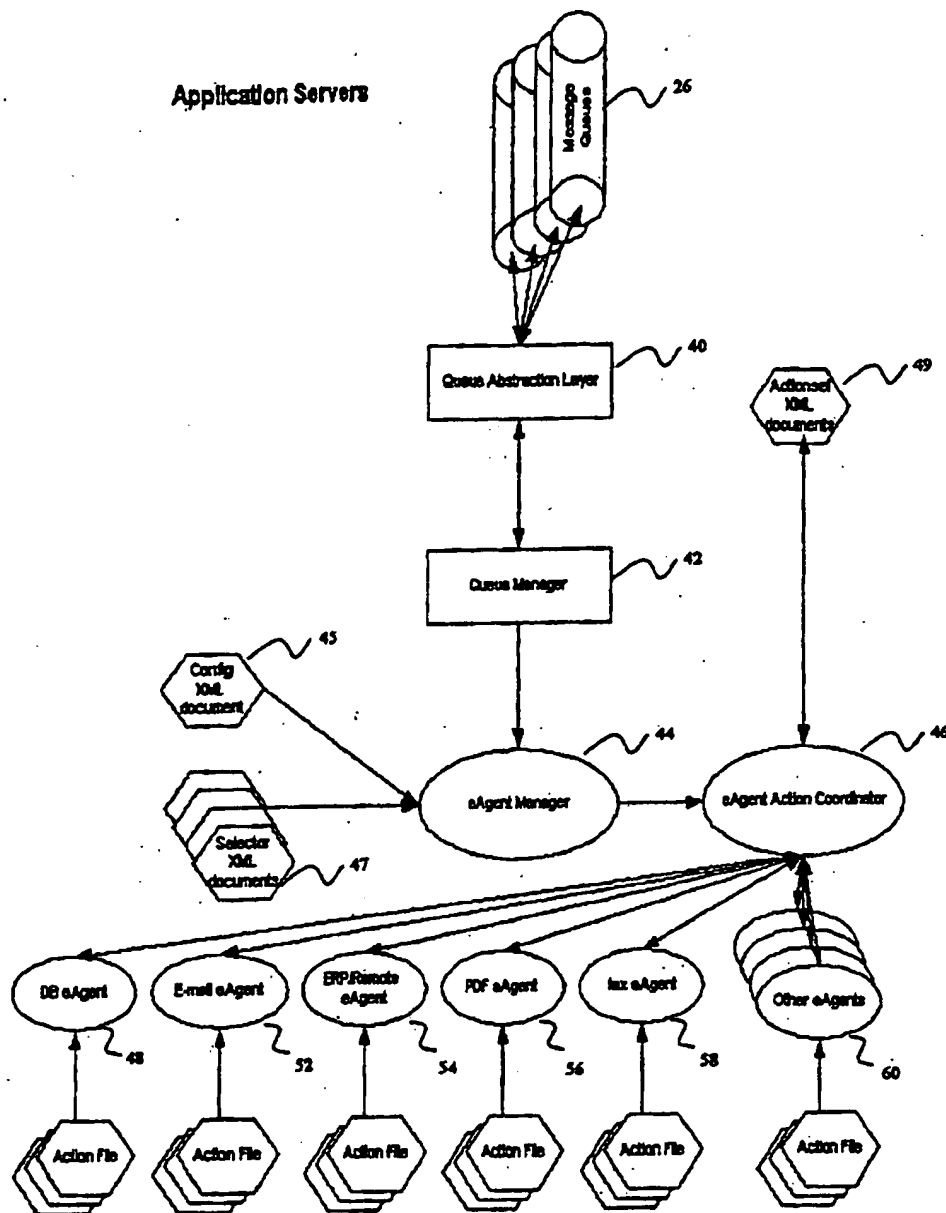 Application Servers
26
Message
Queues
Queue Abstraction Layer
40
Actionset
XML
documents
49
Queue Manager
42
Config
XML
document
45
44
46
eAgent Manager
eAgent Action Coordinator
Selector
XML
documents
47
DB eAgent
E-mail eAgent
ERP/Remote
eAgent
PDF eAgent
fax eAgent
Other eAgents
48
52
54
56
58
60
Action File
Action File
Action File
Action File
Action File
Action File